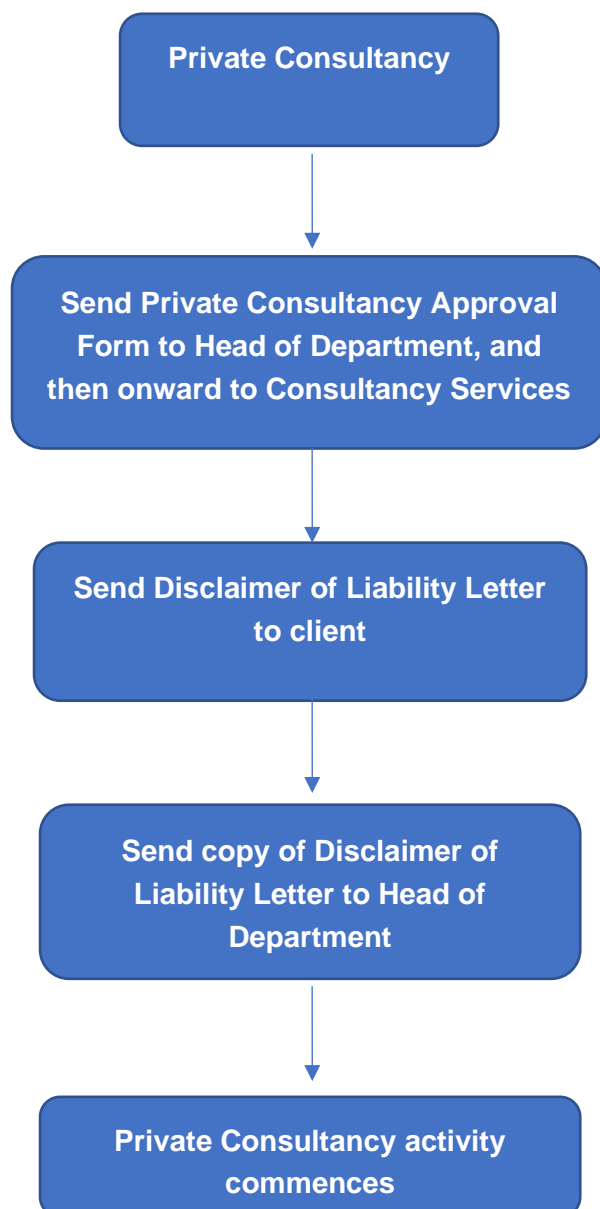 Private Consultancy
Send Private Consultancy Approval
Form to Head of Department, and
then onward to Consultancy Services
Send Disclaimer of Liability Letter
to client
Send copy of Disclaimer of
Liability Letter to Head of
Department
Private Consultancy activity
commences